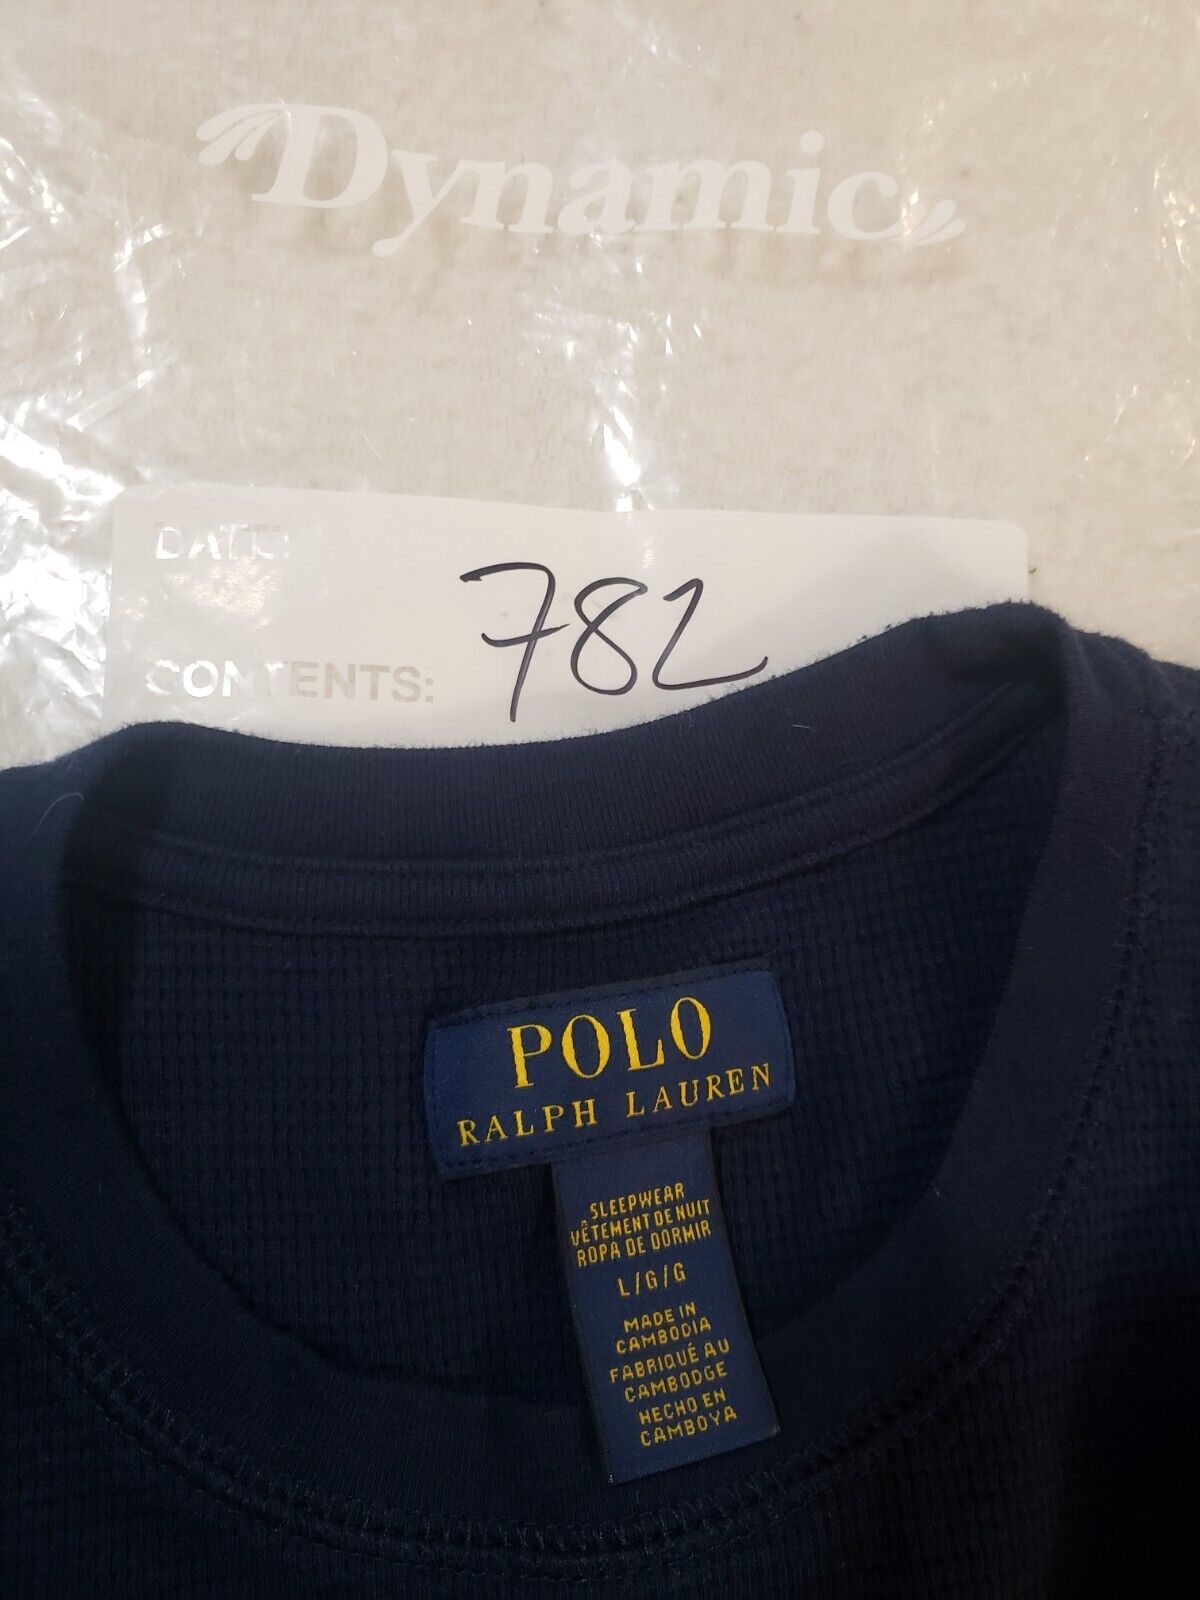 Dynamic
DATE:
782
CONTENTS:
POLO
RALPH LAUREN
SLEEPWEAR
VÊTEMENT DE NUIT
ROPA DE DORMIR
L/G/G
MADE IN
CAMBODIA
FABRIQUÉ AU
CAMBODGE
HECHO EN
CAMBOYA